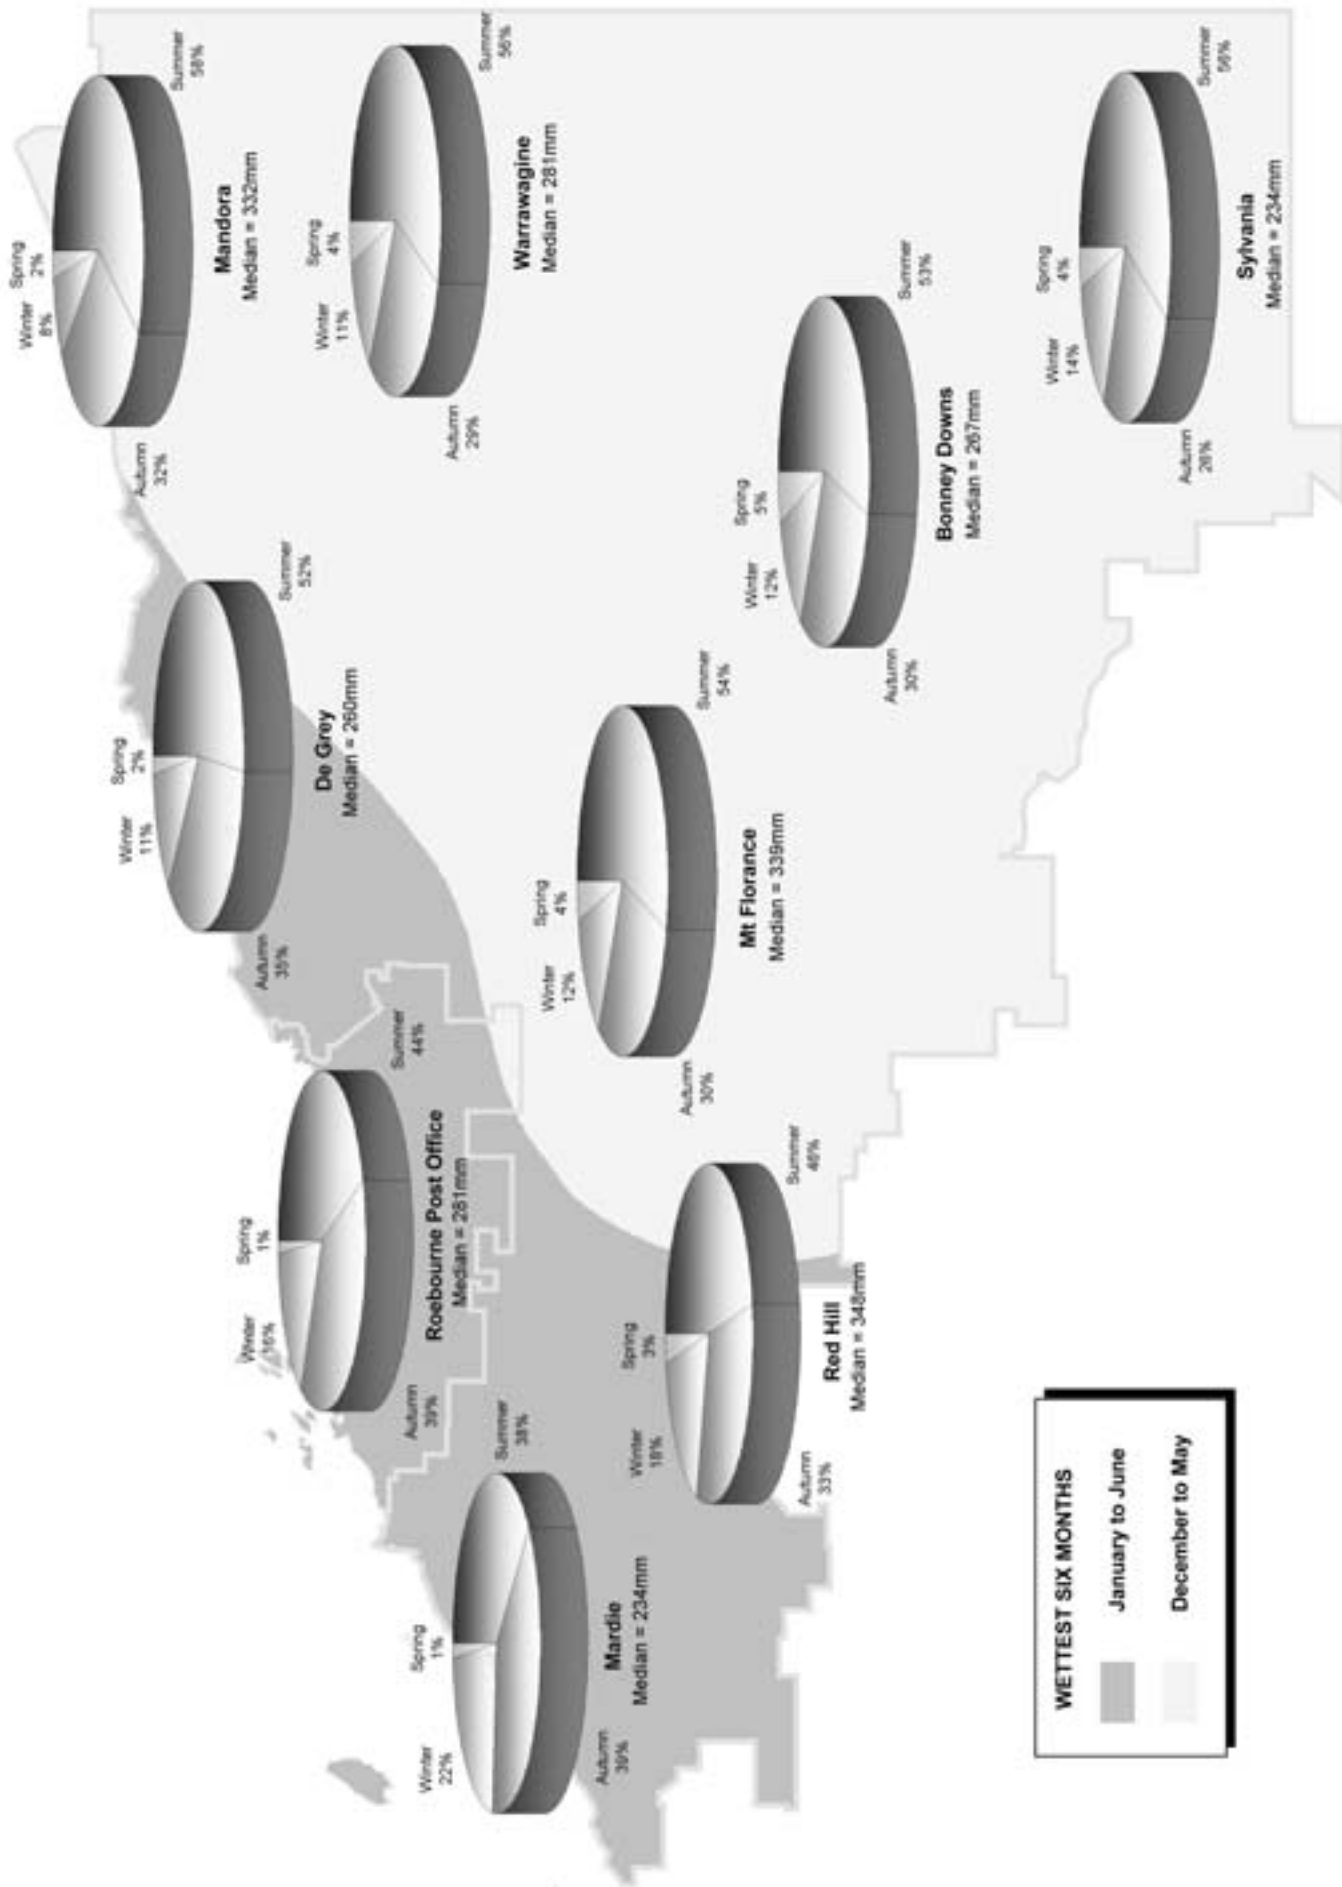 Winter
8%
Spring
2%
Autumn
32%
Summer
58%
Mandora
Median = 332mm
Winter
11%
Spring
2%
Autumn
35%
Summer
52%
De Grey
Median = 260mm
Winter
16%
Spring
1%
Autumn
39%
Summer
44%
Roebourne Post Office
Median = 281mm
Winter
11%
Spring
4%
Autumn
29%
Summer
56%
Warrawagine
Median = 281mm
Winter
22%
Spring
1%
Autumn
39%
Summer
38%
Mardie
Median = 234mm
Winter
12%
Spring
4%
Autumn
30%
Summer
54%
Mt Florance
Median = 339mm
Winter
18%
Spring
3%
Autumn
33%
Summer
46%
Red Hill
Median = 348mm
Winter
12%
Spring
5%
Autumn
30%
Summer
53%
Bonney Downs
Median = 267mm
Winter
14%
Spring
4%
Autumn
26%
Summer
56%
Sylvania
Median = 234mm
WETTEST SIX MONTHS
January to June
December to May